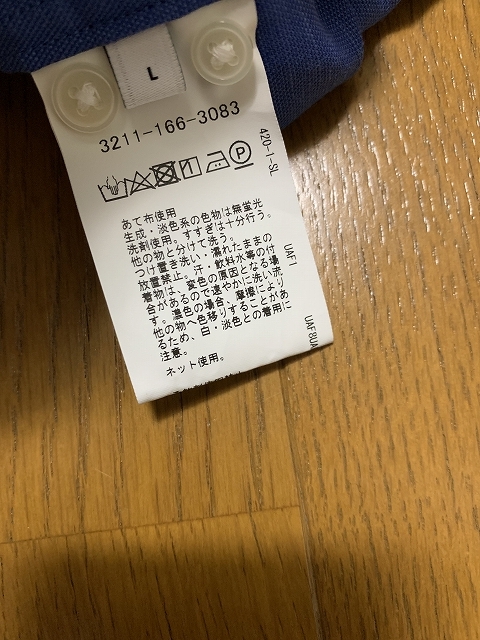 L
3211-166-3083
P
420-1-SL
あて布使用
生成・淡色系の色物は無蛍光
洗剤使用。すすぎは十分行う。
他の物と分けて洗う。
つけ置き洗い・濡れたままの
放置禁止。汗・飲料水等の付
着物は、変色の原因となる場
合があるので速やかに洗い流
す。濃色の場合、摩擦により
他の物へ色移りすることがあ
るため、白・淡色との着用に
注意。
ネット使用。
UAF1